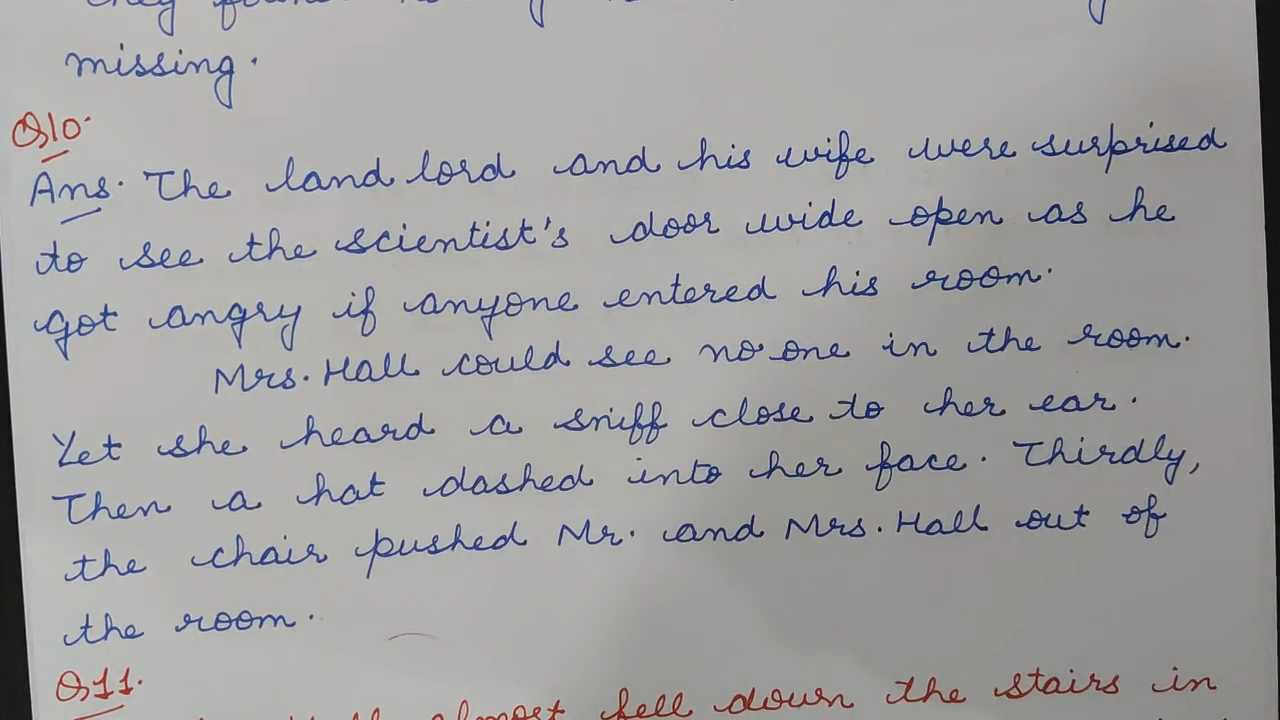 they found
missing.
Q10.
Ans. The land lord and his wife were surprised
to see the scientist's door wide open as he
got angry if anyone entered his room.
Mrs. Hall could see no one in the room.
Yet she heard a sniff close to her ear.
Then a hat dashed into her face. Thirdly,
the chair pushed Mr. and Mrs. Hall out of
the room.
Q11.
almost fell down the stairs in